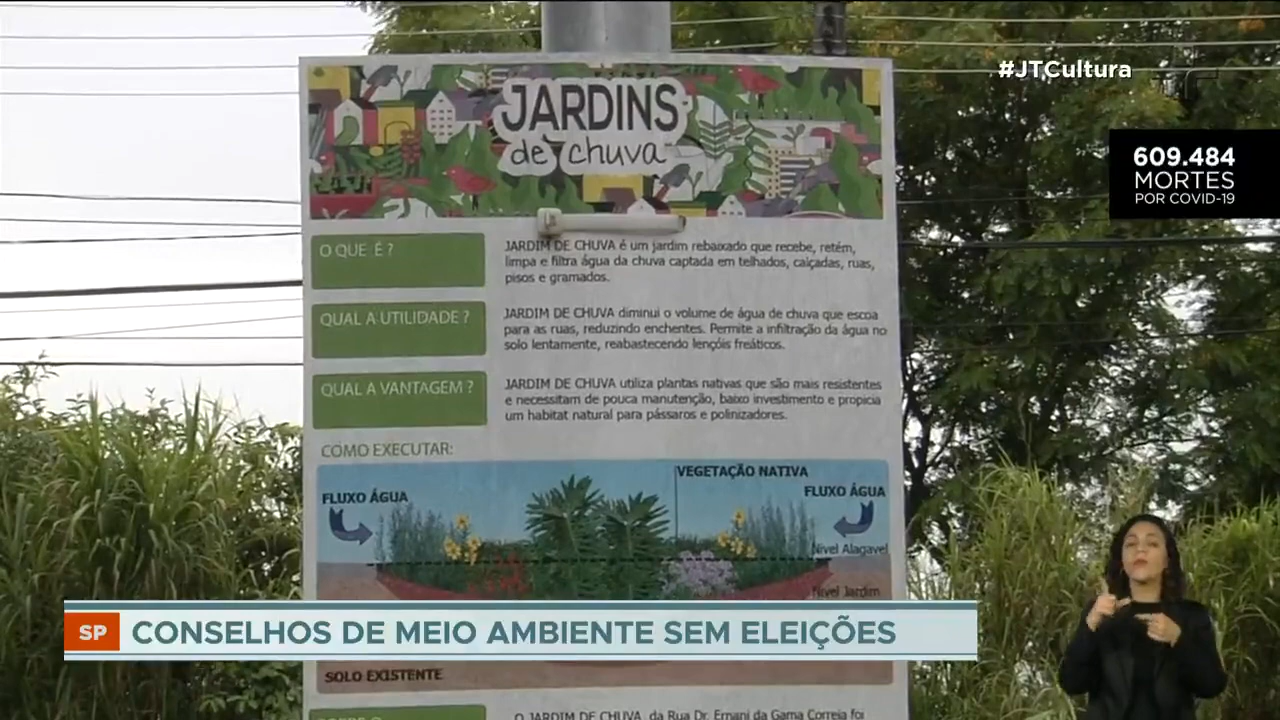 #JTCultura
609.484
MORTES
POR COVID-19
JARDINS
de chuva
O QUE É?
JARDIM DE CHUVA é um jardim rebaixado que recebe, retém,
limpa e filtra água da chuva captada em telhados, calçadas, ruas,
pisos e gramados.
QUAL A UTILIDADE ?
JARDIM DE CHUVA diminui o volume de água de chuva que escoa
para as ruas, reduzindo enchentes. Permite a infiltração da água no
solo lentamente, reabastecendo lençóis freáticos.
QUAL A VANTAGEM ?
JARDIM DE CHUVA utiliza plantas nativas que são mais resistentes
e necessitam de pouca manutenção, baixo investimento e propicia
um habitat natural para pássaros e polinizadores.
COMO EXECUTAR:
VEGETAÇÃO NATIVA
FLUXO ÁGUA
FLUXO ÁGUA
Nível Alagavel
Nível Jardim
SP
CONSELHOS DE MEIO AMBIENTE SEM ELEIÇÕES
SOLO EXISTENTE
O JARDIM DE CHUVA, da Rua Dr. Ernani da Gama Correia foi